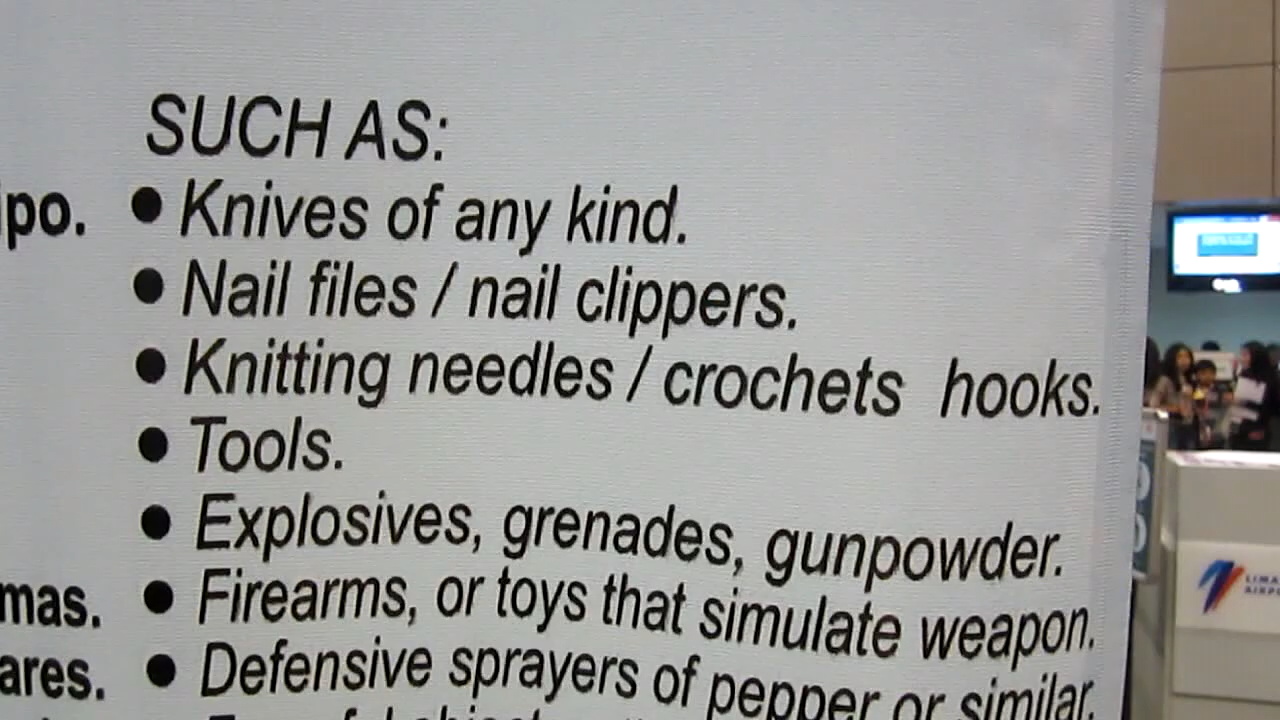 SUCH AS:
ipo.
• Knives of any kind.
• Nail files / nail clippers.
• Knitting needles / crochets hooks.
• Tools.
• Explosives, grenades, gunpowder.
mas.
• Firearms, or toys that simulate weapon.
ares.
• Defensive sprayers of pepper or similar.
LIMA